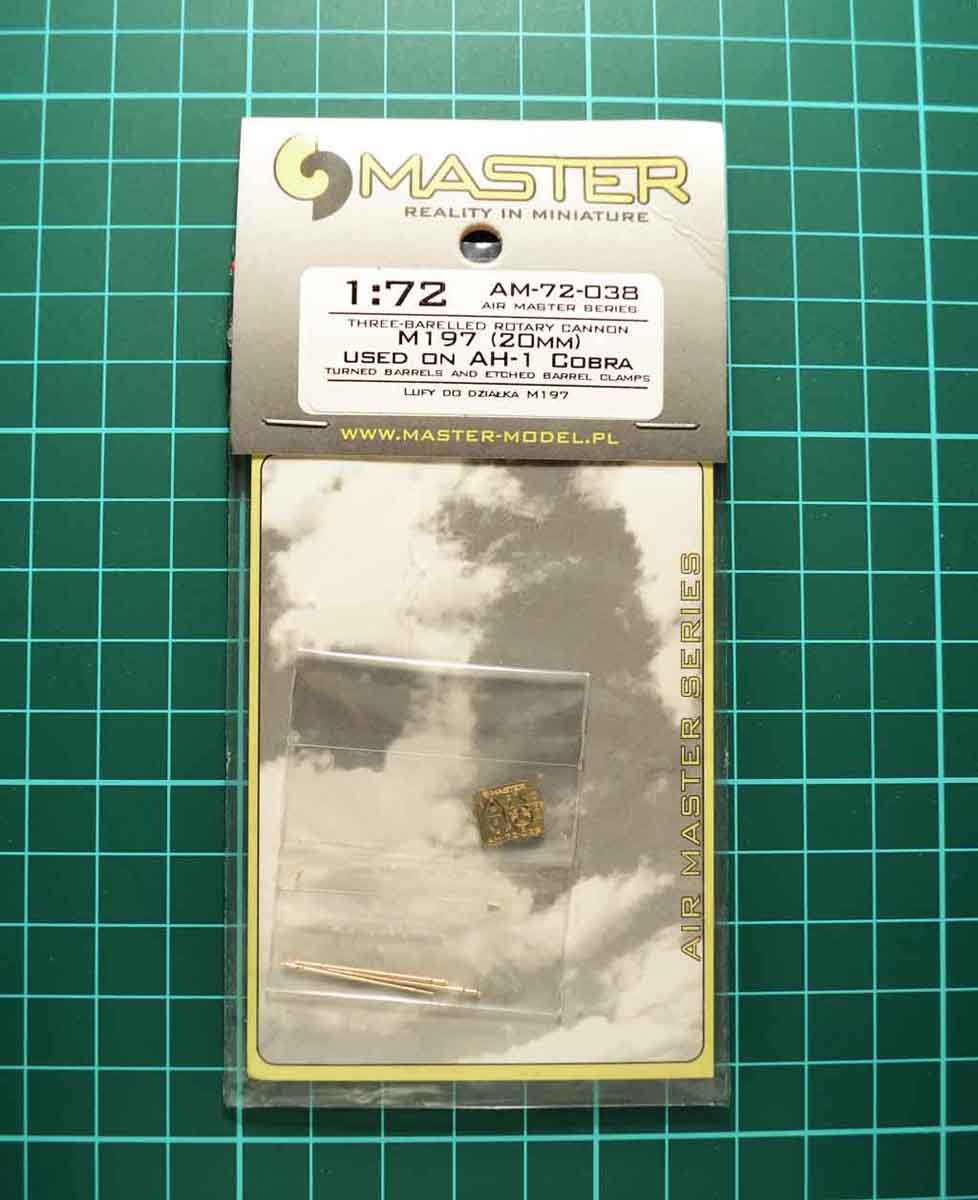 MASTER
REALITY IN MINIATURE
1:72 AM-72-038
AIR MASTER SERIES
THREE-BARELLED ROTARY CANNON
M197 (20MM)
USED ON AH-1 COBRA
TURNED BARRELS AND ETCHED BARREL CLAMPS
LUFY DO DZIAŁKA M197
WWW.MASTER-MODEL.PL
AIR MASTER SERIES
MASTER